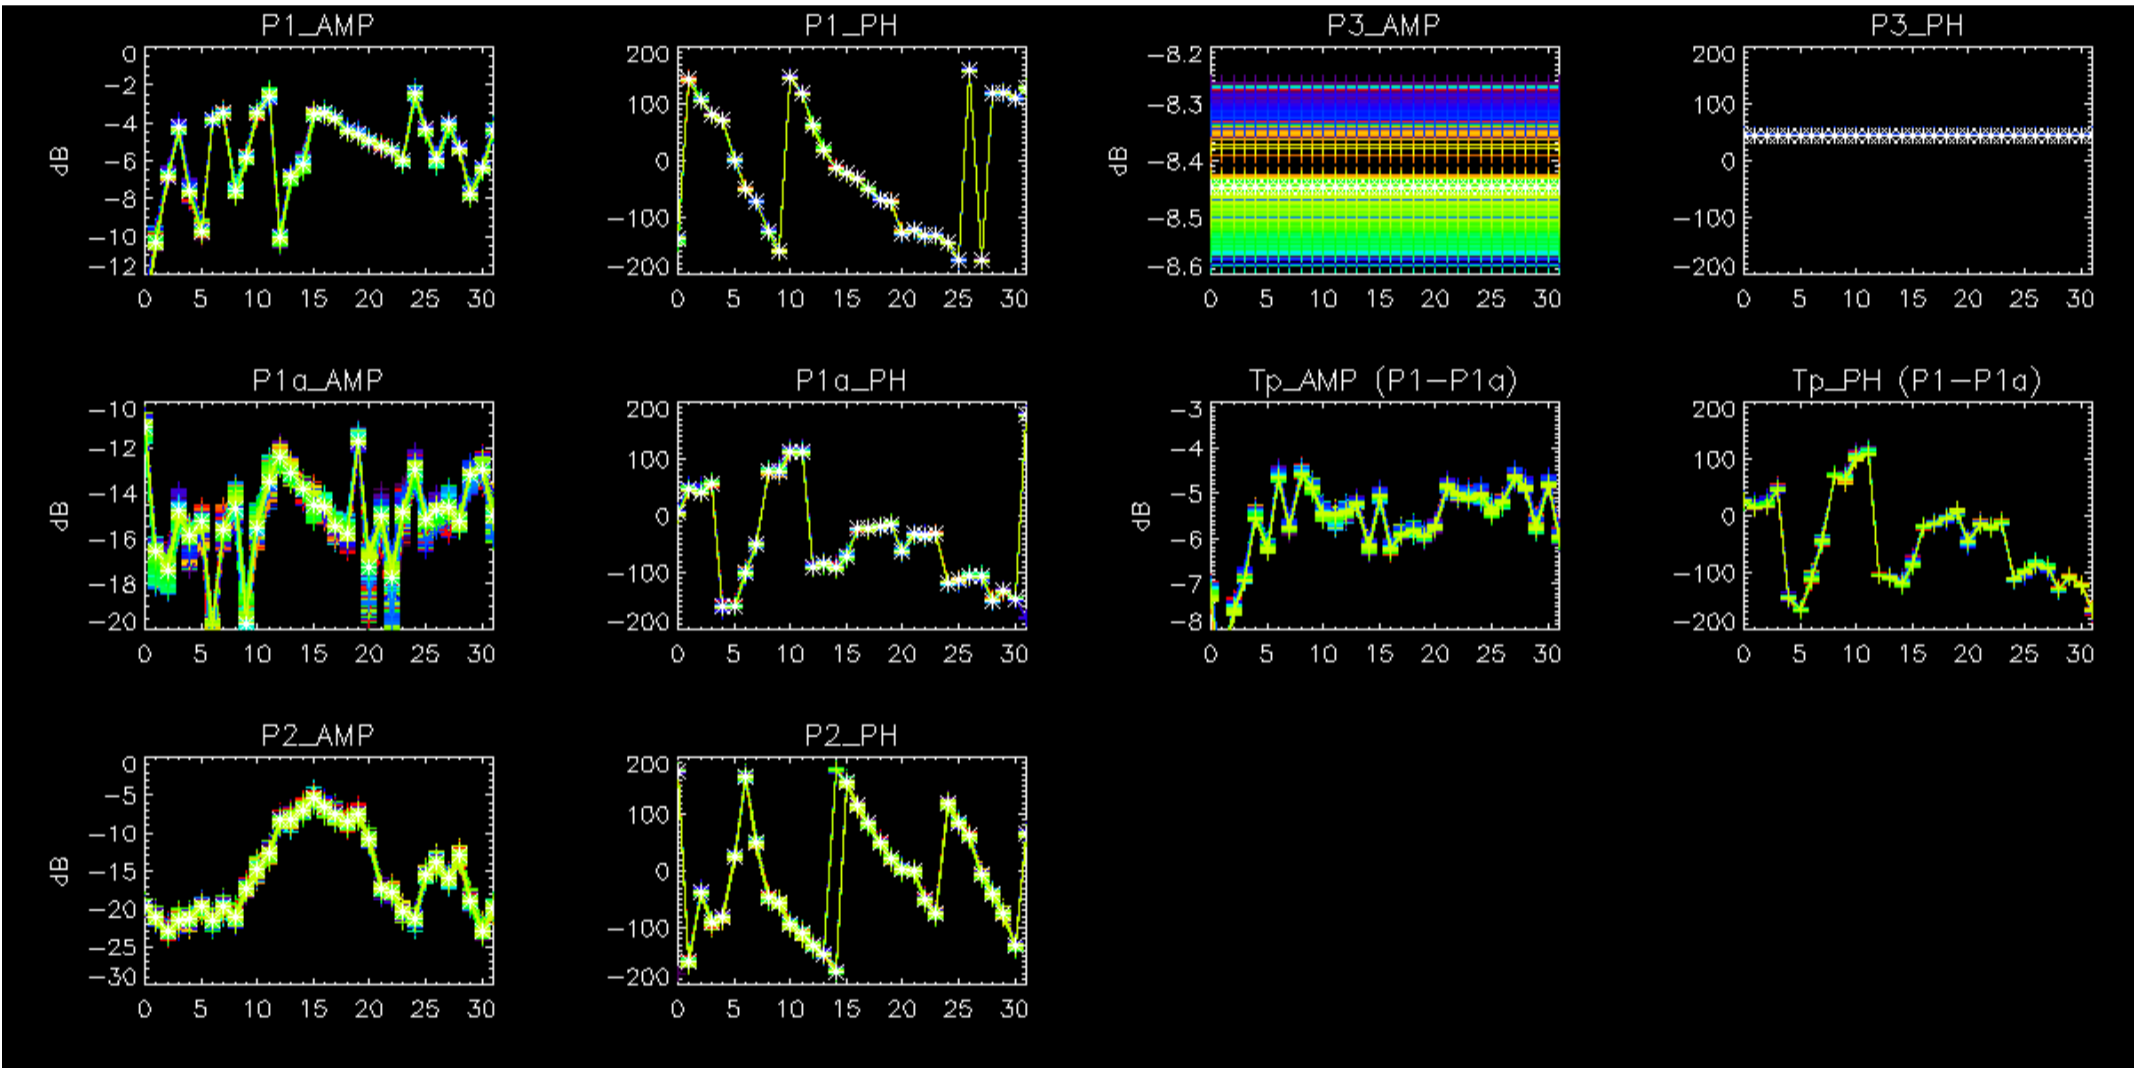 P1_AMP
P1_PH
P3_AMP
P3_PH
dB
0
−2
−4
−6
−8
−10
−12
0 5 10 15 20 25 30
200
100
0
−100
−200
0 5 10 15 20 25 30
dB
−8.2
−8.3
−8.4
−8.5
−8.6
0 5 10 15 20 25 30
200
100
0
−100
−200
0 5 10 15 20 25 30
P1a_AMP
P1a_PH
Tp_AMP (P1−P1a)
Tp_PH (P1−P1a)
dB
−10
−12
−14
−16
−18
−20
0 5 10 15 20 25 30
200
100
0
−100
−200
0 5 10 15 20 25 30
dB
−3
−4
−5
−6
−7
−8
0 5 10 15 20 25 30
200
100
0
−100
−200
0 5 10 15 20 25 30
P2_AMP
P2_PH
dB
0
−5
−10
−15
−20
−25
−30
0 5 10 15 20 25 30
200
100
0
−100
−200
0 5 10 15 20 25 30